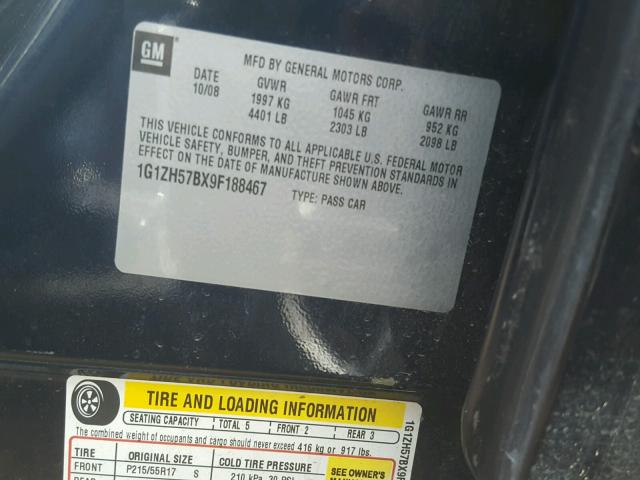 GM
MFD BY GENERAL MOTORS CORP.
DATE GVWR GAWR FRT GAWR RR
10/08 1997 KG 1045 KG 952 KG
4401 LB 2303 LB 2098 LB
THIS VEHICLE CONFORMS TO ALL APPLICABLE U.S. FEDERAL MOTOR
VEHICLE SAFETY, BUMPER, AND THEFT PREVENTION STANDARDS IN
EFFECT ON THE DATE OF MANUFACTURE SHOWN ABOVE.
1G1ZH57BX9F188467
TYPE: PASS CAR
TIRE AND LOADING INFORMATION
SEATING CAPACITY TOTAL 5 FRONT 2 REAR 3
The combined weight of occupants and cargo should never exceed 416 kg or 917 lbs.
TIRE ORIGINAL SIZE COLD TIRE PRESSURE
FRONT P215/55R17 S 210 kPa, 30 PSI
SEE OWNER'S
1G1ZH57BX9F